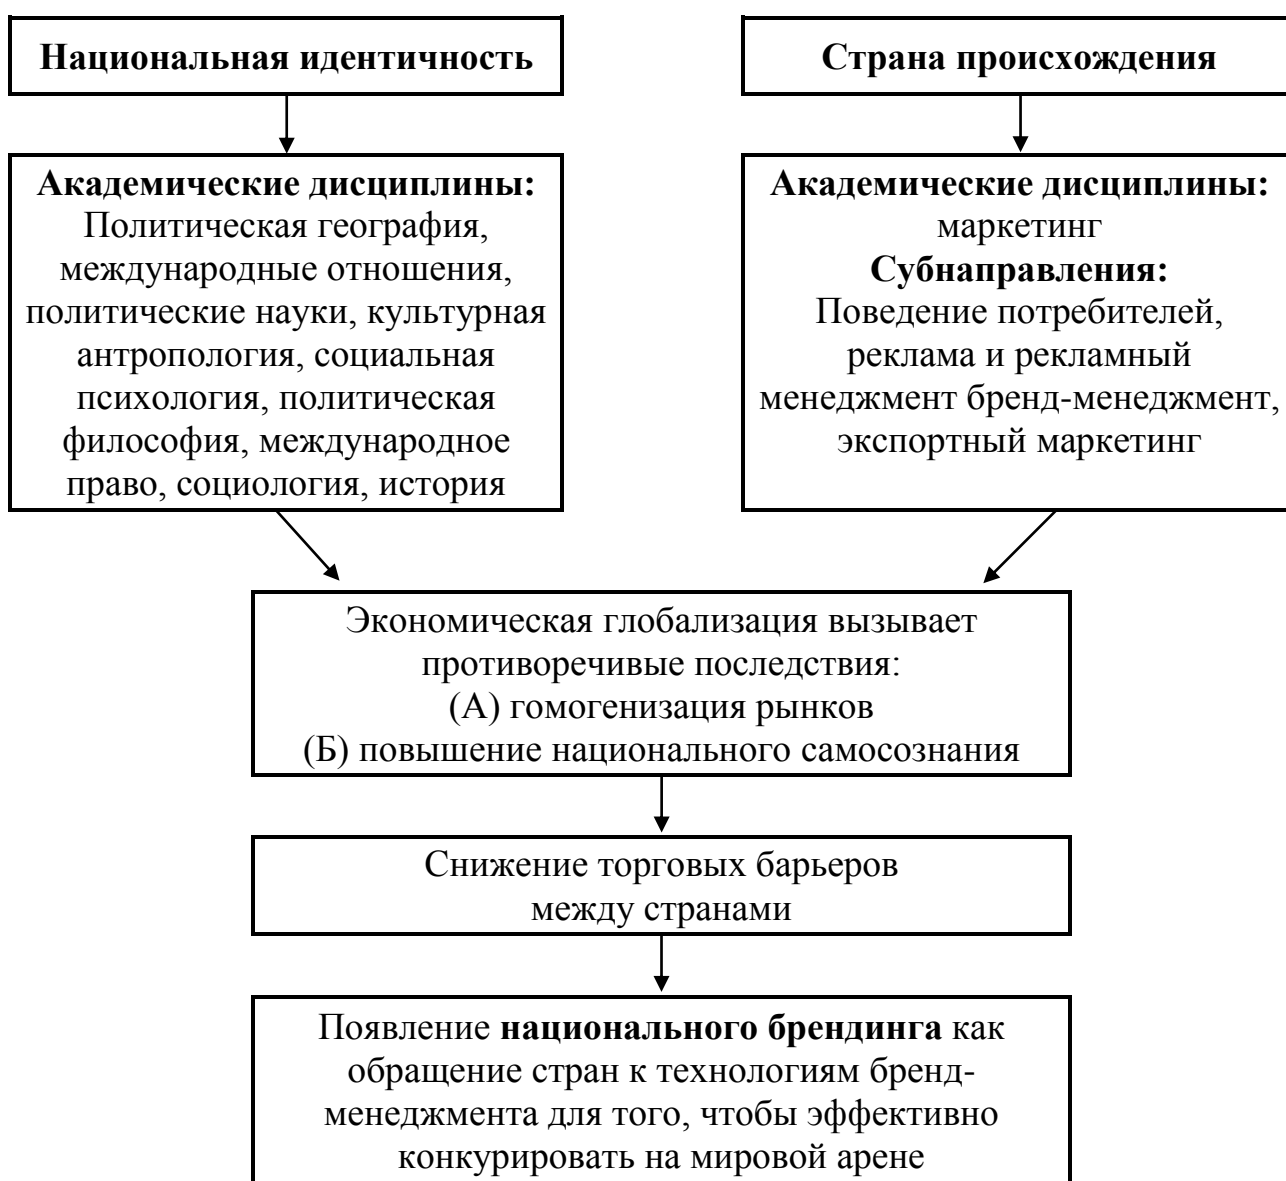 Национальная идентичность
Страна происхождения
Академические дисциплины:
Политическая география,
международные отношения,
политические науки, культурная
антропология, социальная
психология, политическая
философия, международное
право, социология, история
Академические дисциплины:
маркетинг
Субнаправления:
Поведение потребителей,
реклама и рекламный
менеджмент бренд-менеджмент,
экспортный маркетинг
Экономическая глобализация вызывает
противоречивые последствия:
(А) гомогенизация рынков
(Б) повышение национального самосознания
Снижение торговых барьеров
между странами
Появление национального брендинга как
обращение стран к технологиям бренд-
менеджмента для того, чтобы эффективно
конкурировать на мировой арене